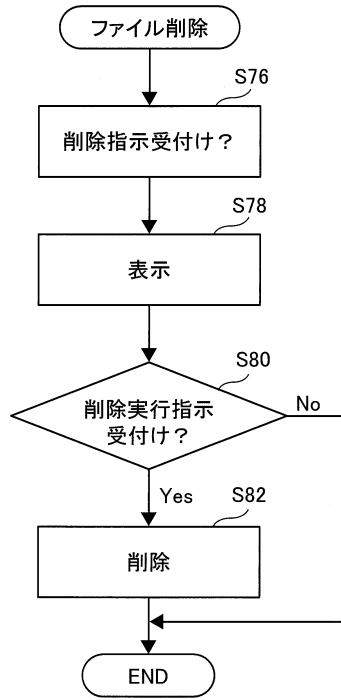 ファイル削除
S76
削除指示受付け？
S78
表示
S80
削除実行指示
受付け？
No
Yes
S82
削除
END